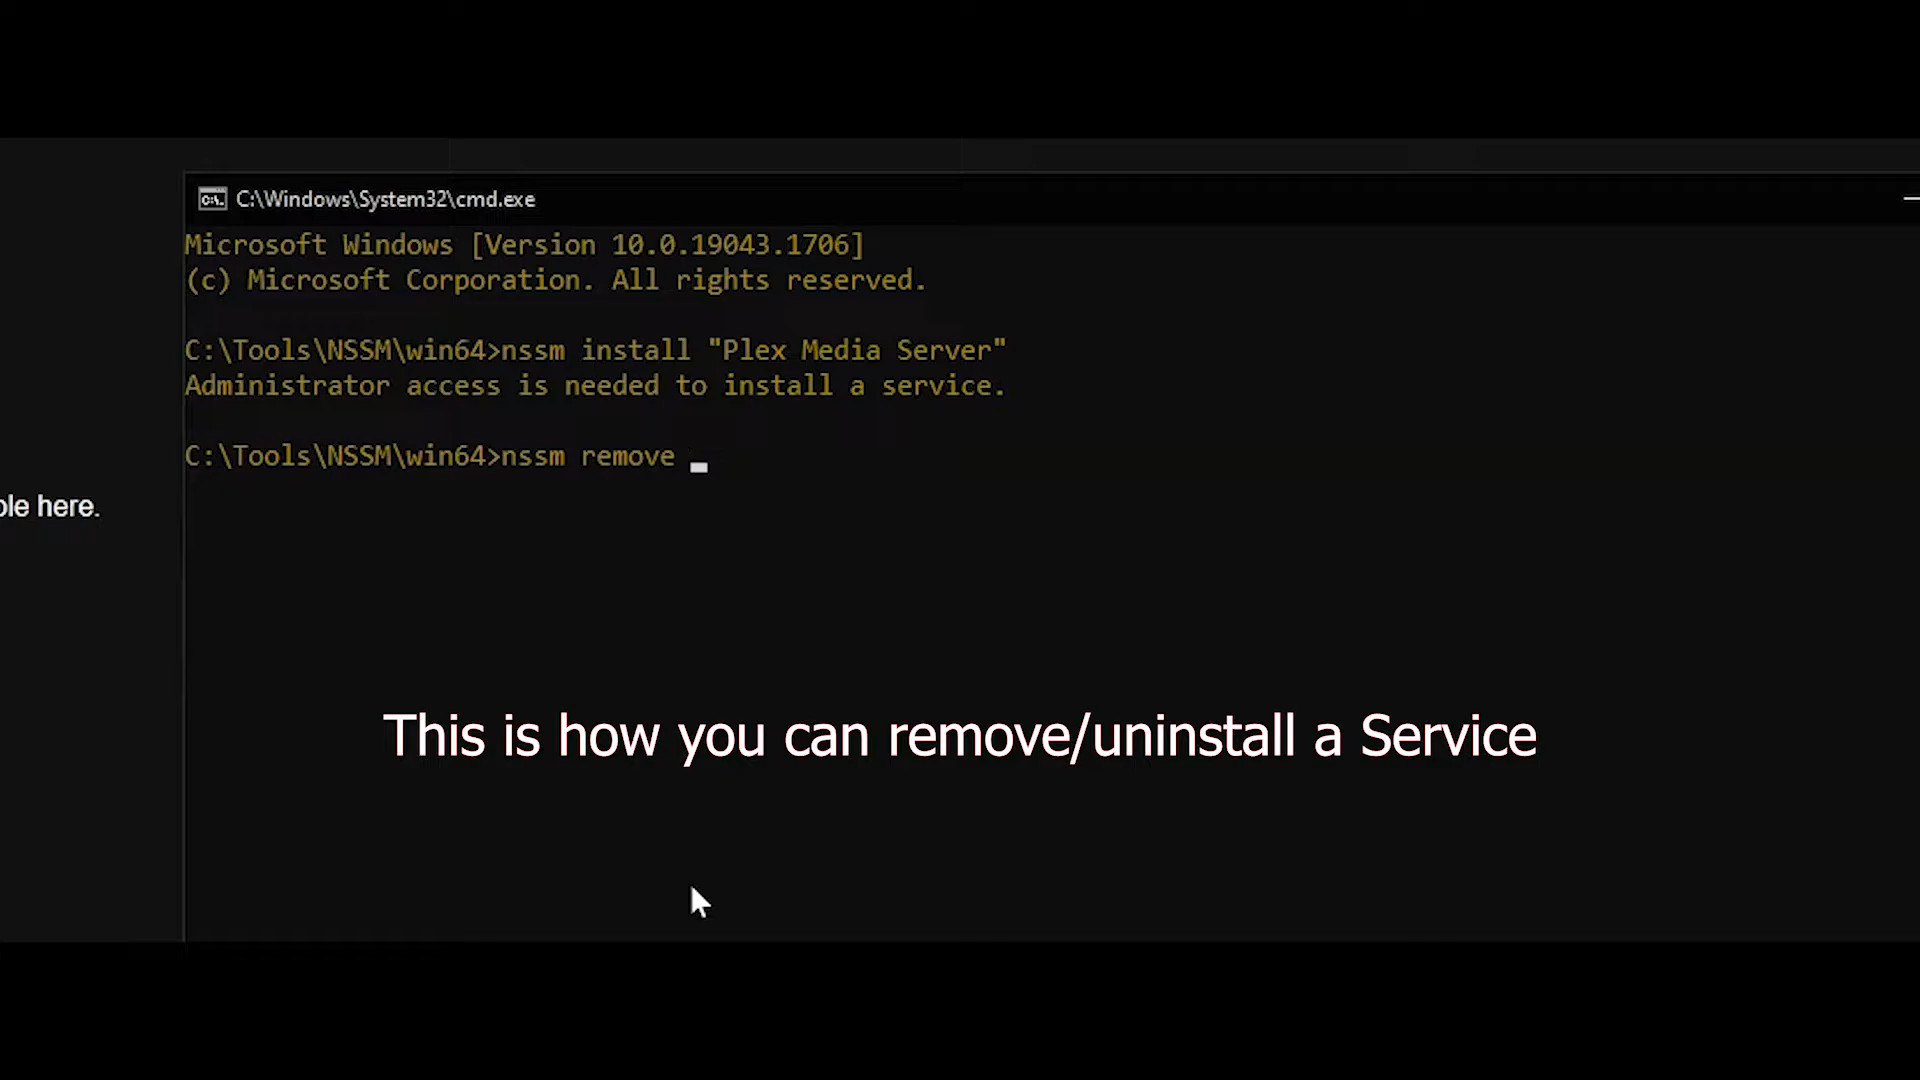 C:\Windows\System32\cmd.exe
Microsoft Windows [Version 10.0.19043.1706]
(c) Microsoft Corporation. All rights reserved.
C:\Tools\NSSM\win64>nssm install "Plex Media Server"
Administrator access is needed to install a service.
C:\Tools\NSSM\win64>nssm remove
here.
This is how you can remove/uninstall a Service